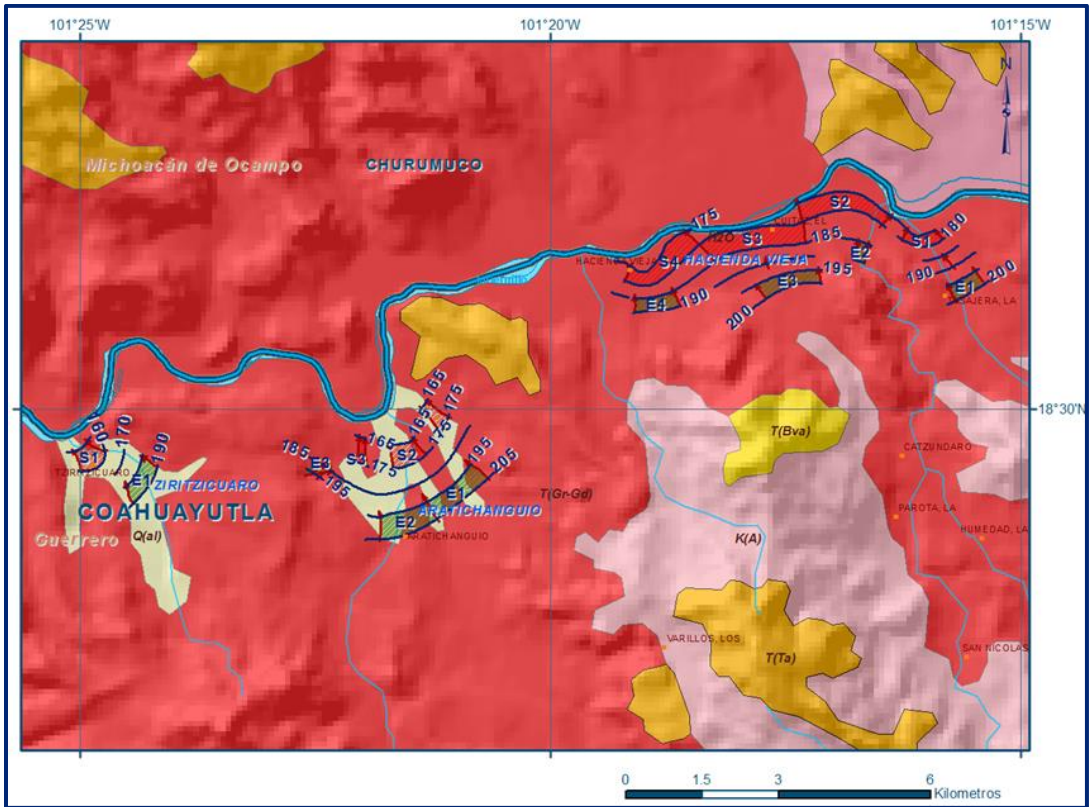 101°25'W 101°20'W 101°15'W
N
Michoacán de Ocampo
CHURUMUCO
175
S2
H2O
S3
185
S1
180
HACIENDA VIEJA
S4
HACIENDA VIEJA
E2
190
195
E3
E1
200
E4
190
200
165
175
18°30'N
T(Bva)
170
165
165
175
S1
190
185
S3
S2
195
CATZUNDARO
E3
175
205
E1
ZIRITZICUARO
195
E1
T(Gr-Gd)
COAHUAYUTLA
ARATICHANGUIO
PAROTA, LA
E2
Guerrero
Q(al)
ARATICHANGUIO
K(A)
HUMEDAD, LA
VARILLOS, LOS
T(Ta)
SAN NICOLAS
0 1.5 3 6
Kilometros